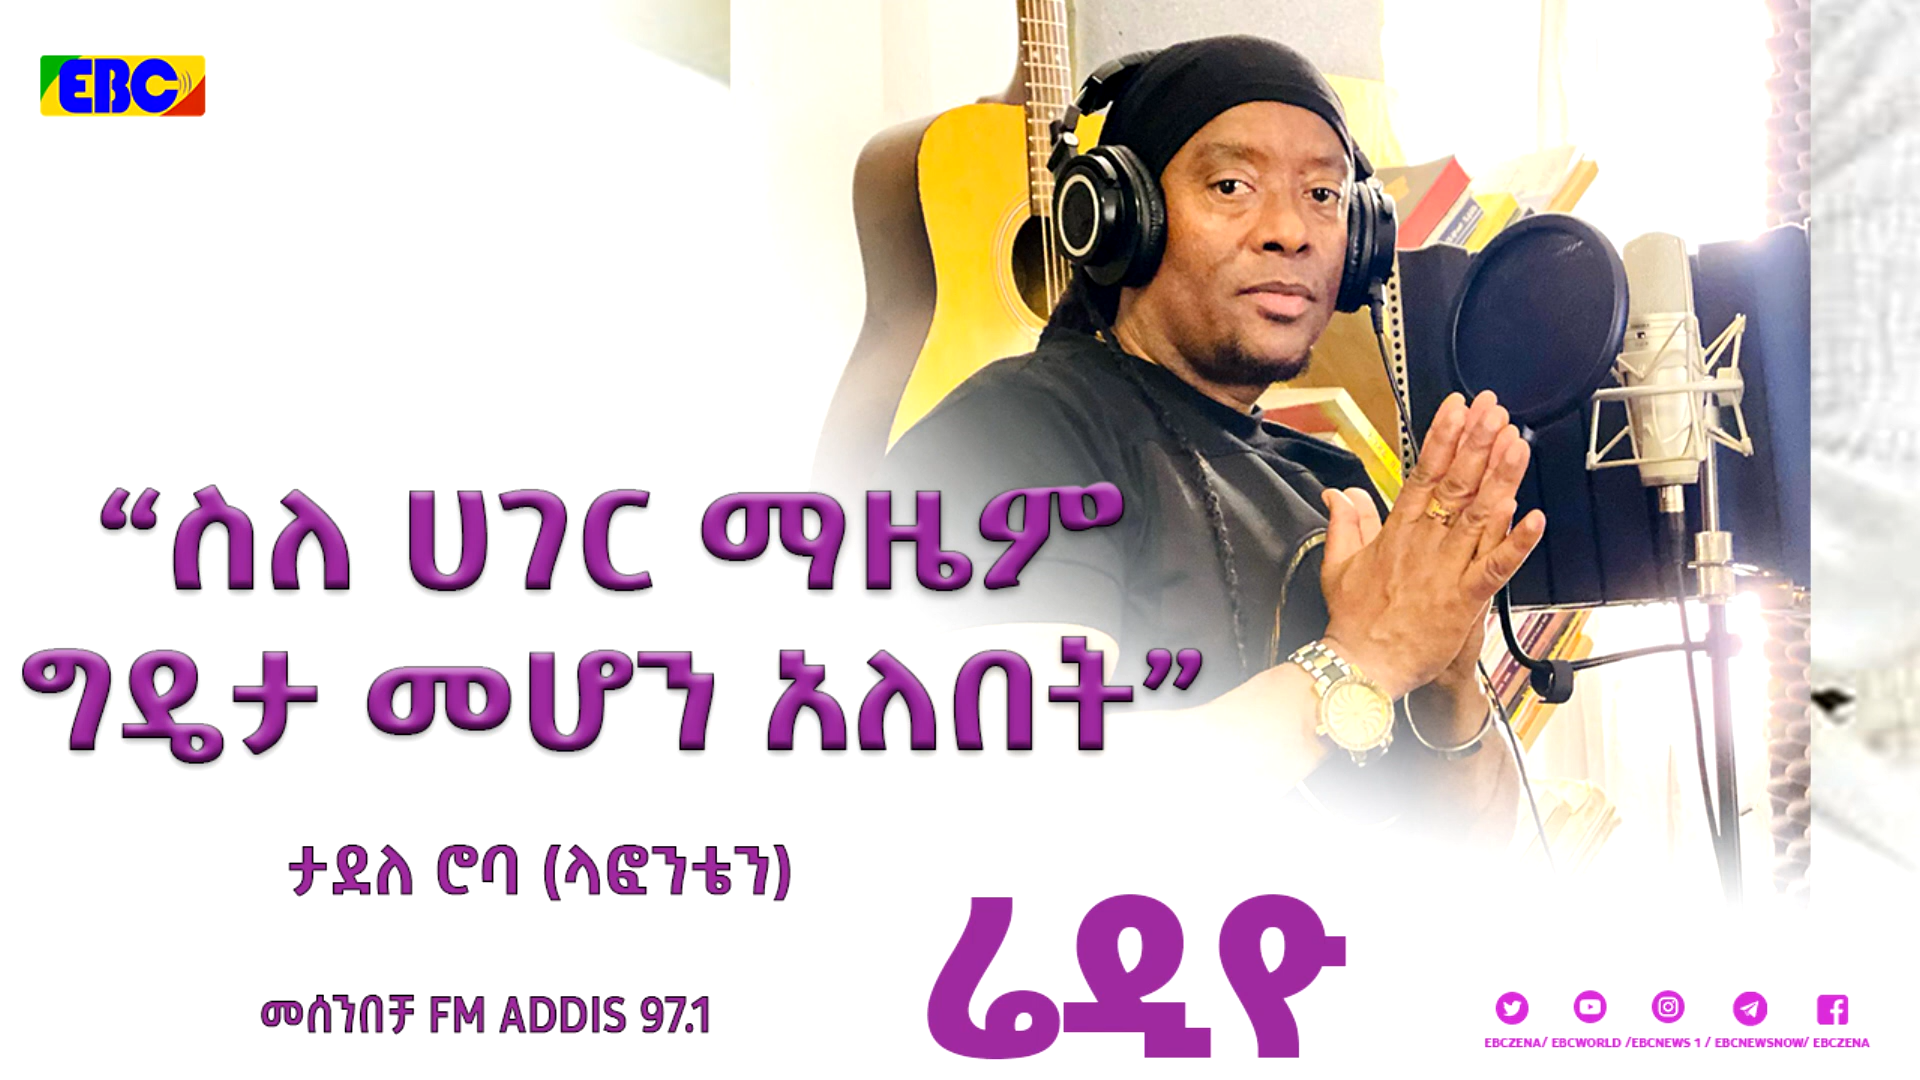 EBC
“ስለ ሀገር ማዜም
ግዴታ መሆን አለበት”
ታደለ ሮባ (ላፎንቴን)
መሰንበቻ FM ADDIS 97.1
ሬዲዮ
EBCZENA/ EBCWORLD /EBCNEWS 1 / EBCNEWSNOW/ EBCZENA